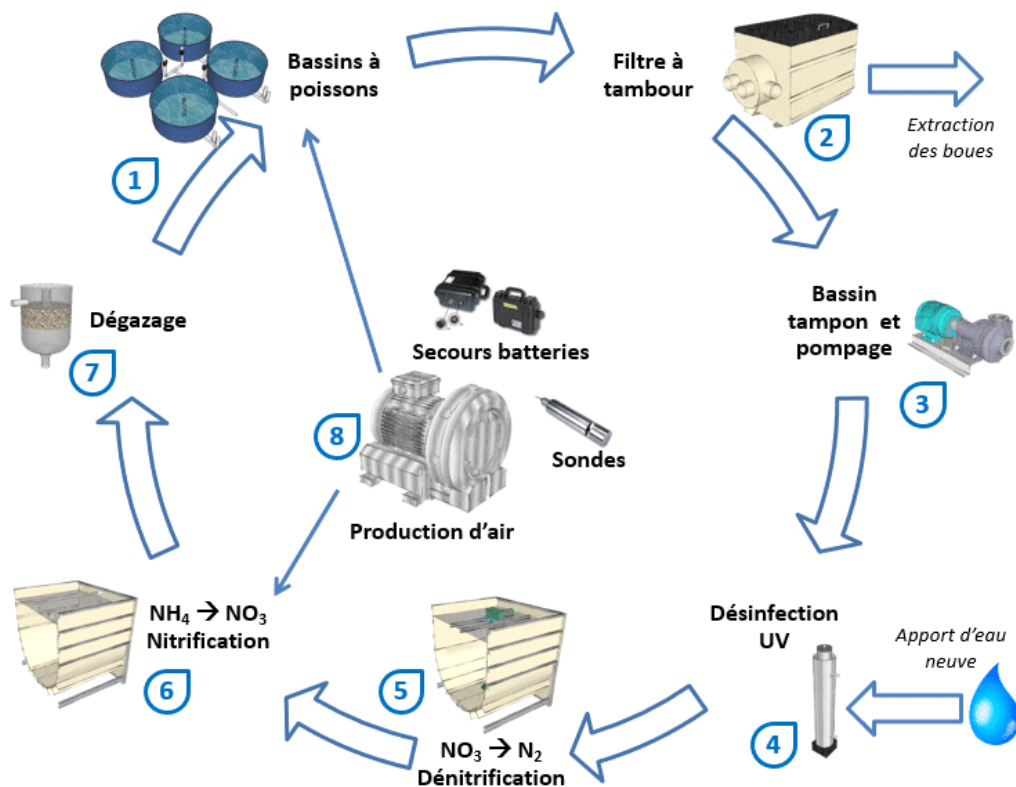 Bassins à
poissons
1
Filtre à
tambour
2
Extraction
des boues
Bassin
tampon et
pompage
3
Désinfection
UV
4
Apport d'eau
neuve
5
NO₃ → N₂
Dénitrification
NH₄ → NO₃
Nitrification
6
Dégazage
7
Secours batteries
8
Sondes
Production d'air